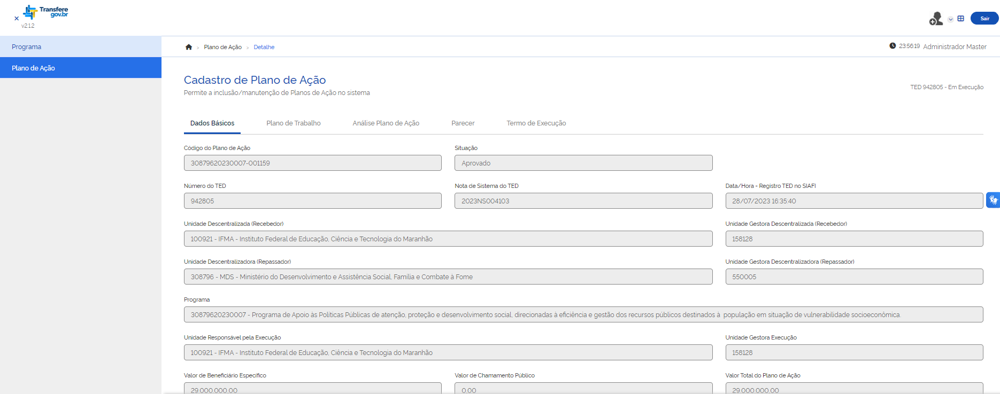 Transfere
gov.br
v2.1.2
Sair
Programa
Plano de Ação
Plano de Ação > Detalhe
23:56:19 Administrador Master
Cadastro de Plano de Ação
Permite a inclusão/manutenção de Planos de Ação no sistema
TED 942805 - Em Execução
Dados Básicos Plano de Trabalho Análise Plano de Ação Parecer Termo de Execução
Código do Plano de Ação Situação
30879620230007-001159 Aprovado
Número do TED Nota de Sistema do TED Data/Hora - Registro TED no SIAFI
942805 2023NS004103 28/07/2023 16:35:40
Unidade Descentralizada (Recebedor) Unidade Gestora Descentralizada (Recebedor)
100921 - IFMA - Instituto Federal de Educação, Ciência e Tecnologia do Maranhão 158128
Unidade Descentralizadora (Repassador) Unidade Gestora Descentralizadora (Repassador)
308796 - MDS - Ministério do Desenvolvimento e Assistência Social, Família e Combate à Fome 550005
Programa
30879620230007 - Programa de Apoio às Políticas Públicas de atenção, proteção e desenvolvimento social, direcionadas à eficiência e gestão dos recursos públicos destinados à população em situação de vulnerabilidade socioeconômica.
Unidade Responsável pela Execução Unidade Gestora Execução
100921 - IFMA - Instituto Federal de Educação, Ciência e Tecnologia do Maranhão 158128
Valor de Beneficiário Específico Valor de Chamamento Público Valor Total do Plano de Ação
29.000.000,00 0,00 29.000.000,00